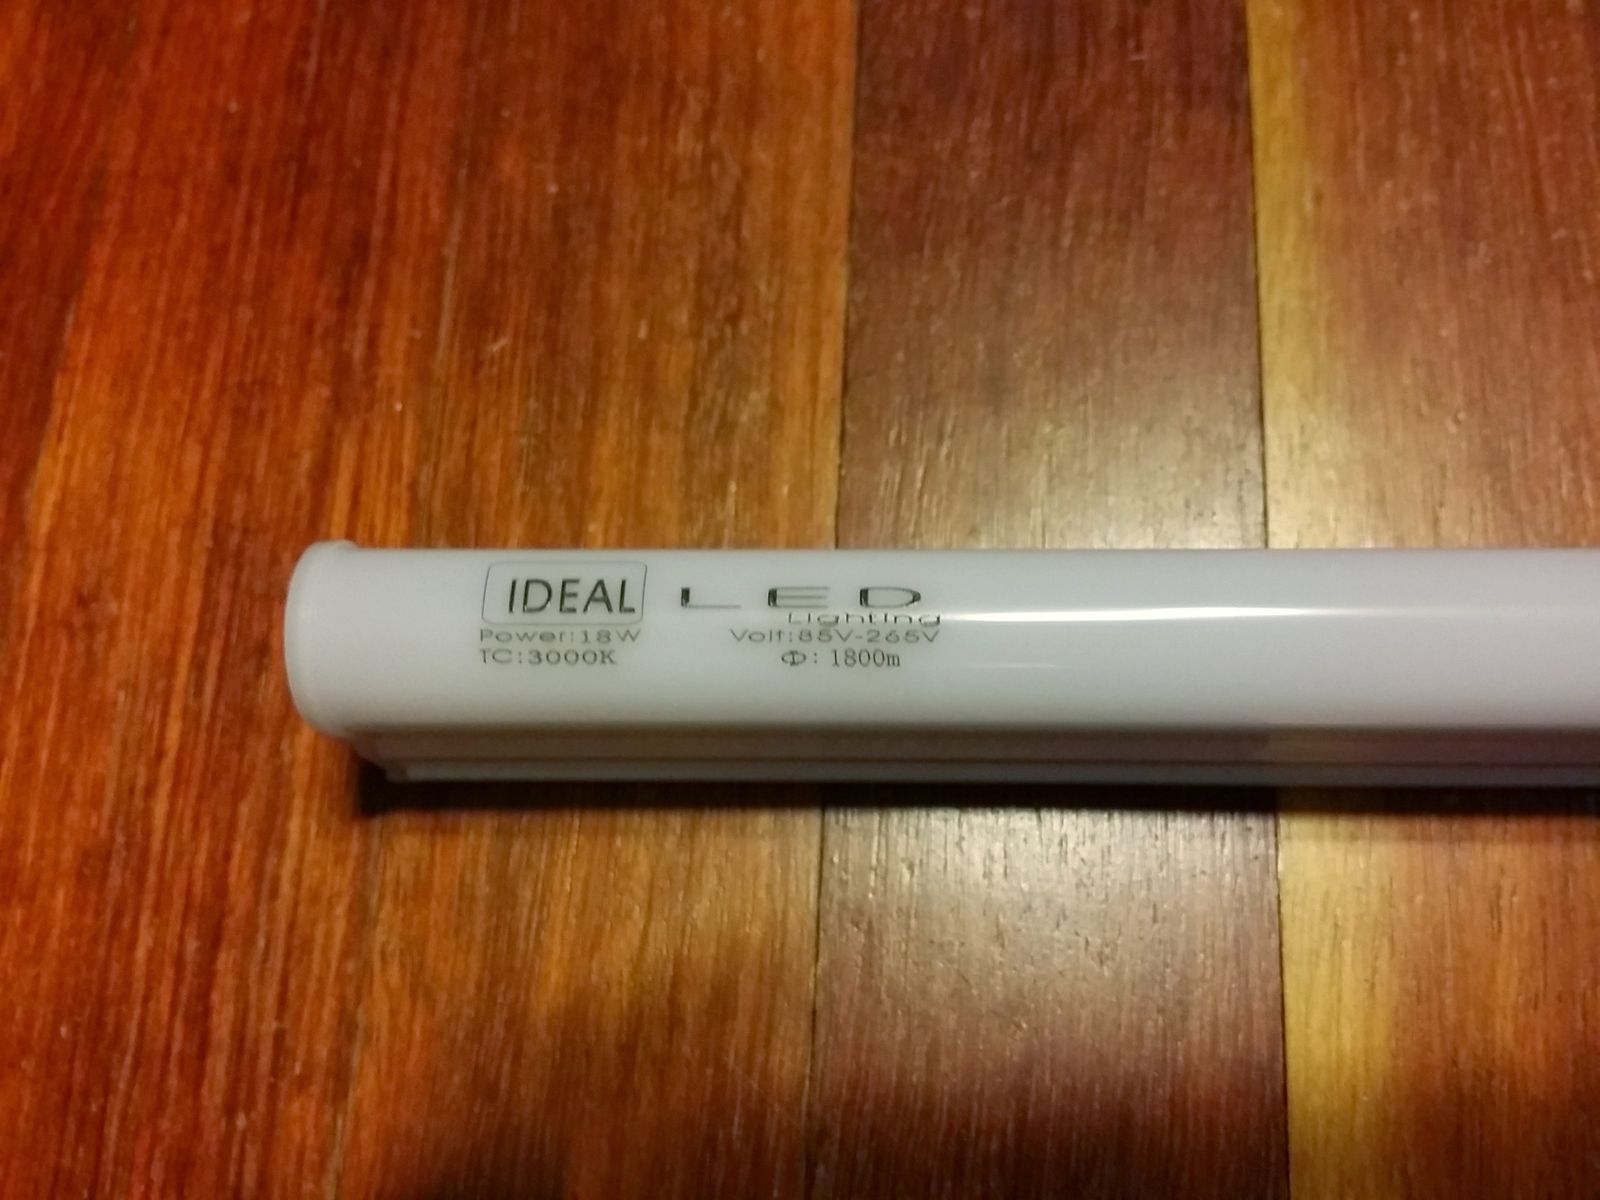 IDEAL LED
Lighting
Power:18W Volt:85V-265V
TC:3000K Φ: 1800m